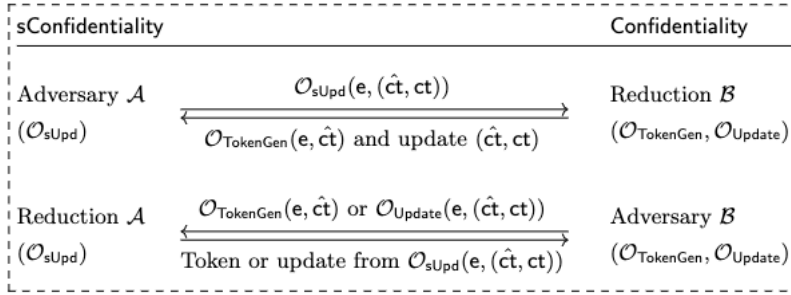 sConfidentiality Confidentiality
Adversary 𝒜 𝒪sUpd(e, (ĉt, ct)) Reduction ℬ
(𝒪sUpd) 𝒪TokenGen(e, ĉt) and update (ĉt, ct) (𝒪TokenGen, 𝒪Update)
Reduction 𝒜 𝒪TokenGen(e, ĉt) or 𝒪Update(e, (ĉt, ct)) Adversary ℬ
(𝒪sUpd) Token or update from 𝒪sUpd(e, (ĉt, ct)) (𝒪TokenGen, 𝒪Update)